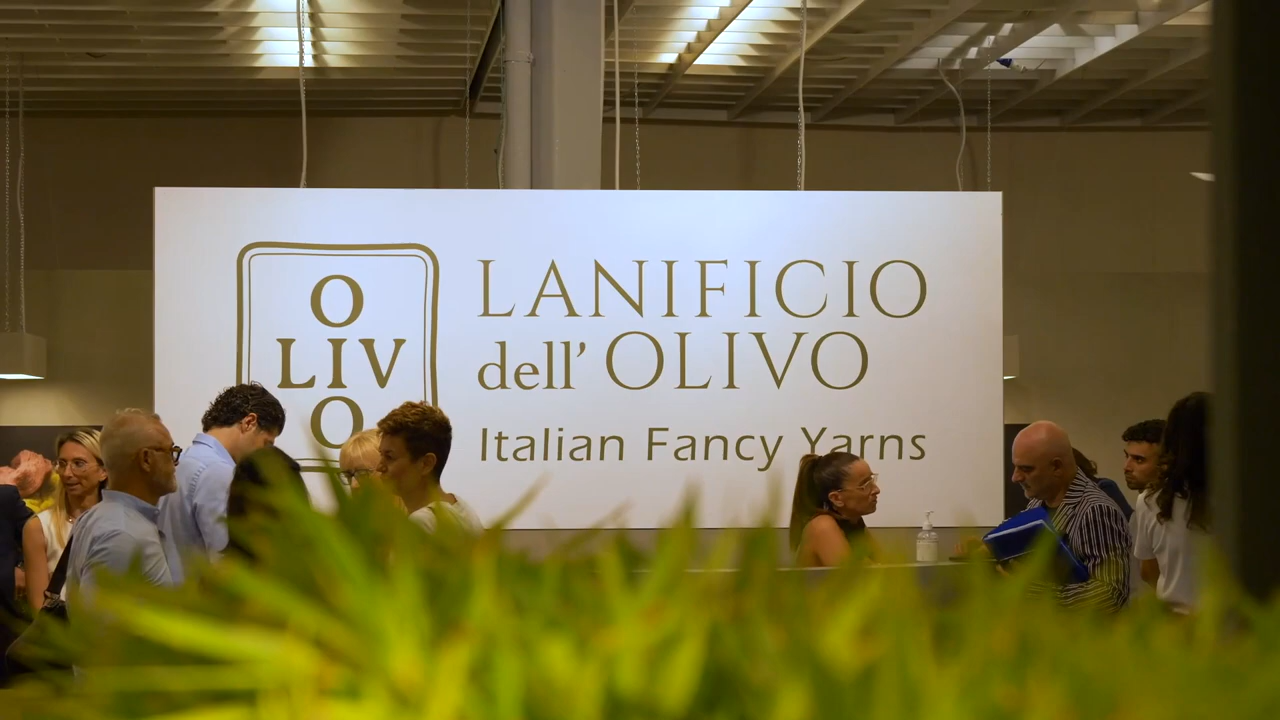 O
LIV
O
LANIFICIO
dell' OLIVO
Italian Fancy Yarns